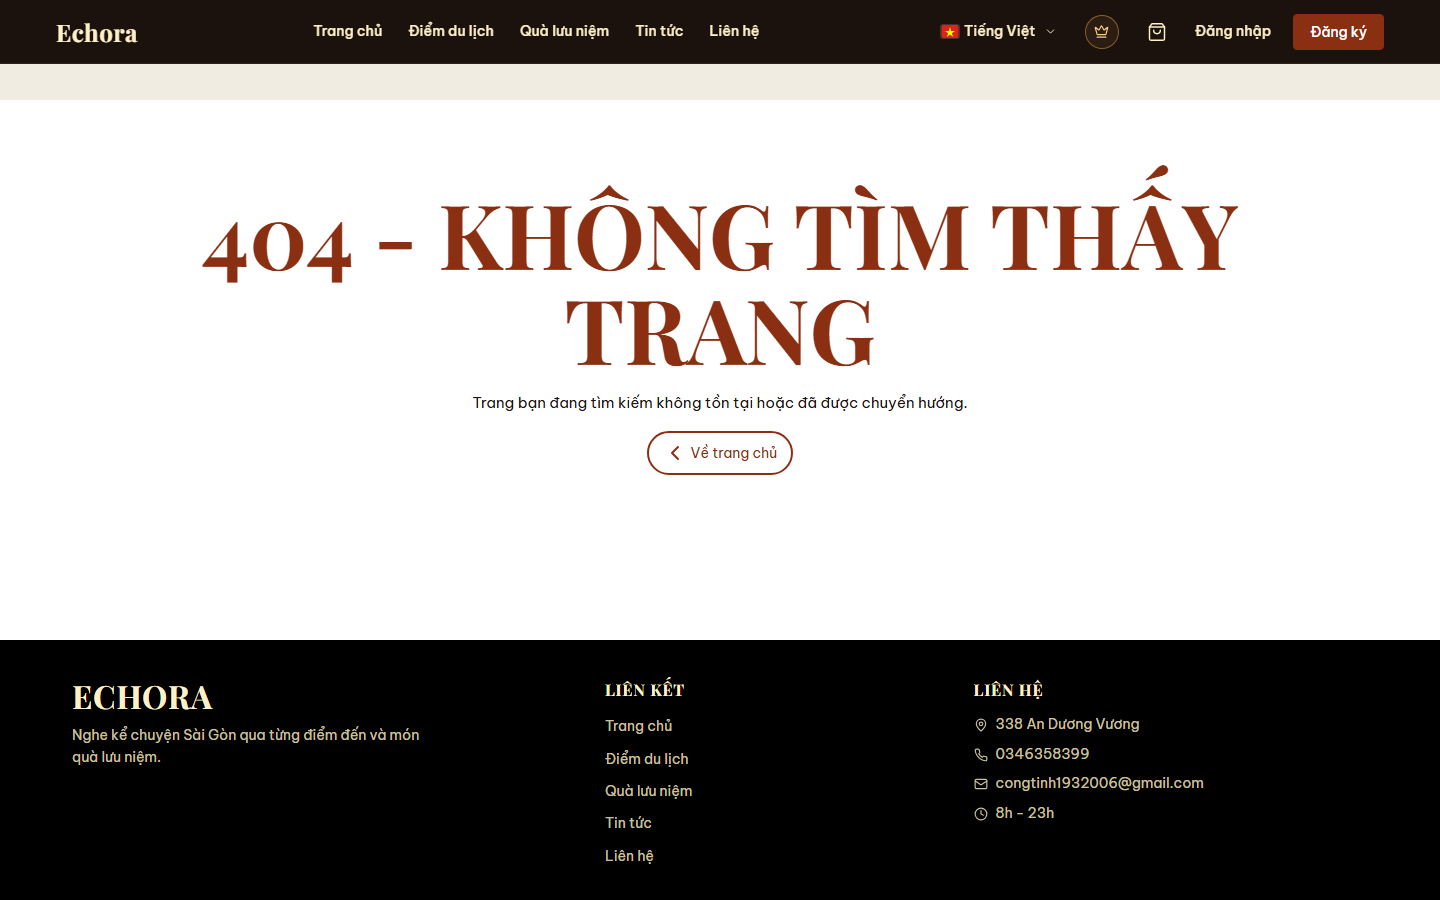 Echora
Trang chủ
Điểm du lịch
Quà lưu niệm
Tin tức
Liên hệ
Tiếng Việt
Đăng nhập
Đăng ký
404 - KHÔNG TÌM THẤY
TRANG
Trang bạn đang tìm kiếm không tồn tại hoặc đã được chuyển hướng.
Về trang chủ
ECHORA
Nghe kể chuyện Sài Gòn qua từng điểm đến và món
quà lưu niệm.
LIÊN KẾT
Trang chủ
Điểm du lịch
Quà lưu niệm
Tin tức
Liên hệ
LIÊN HỆ
338 An Dương Vương
0346358399
congtinh1932006@gmail.com
8h - 23h